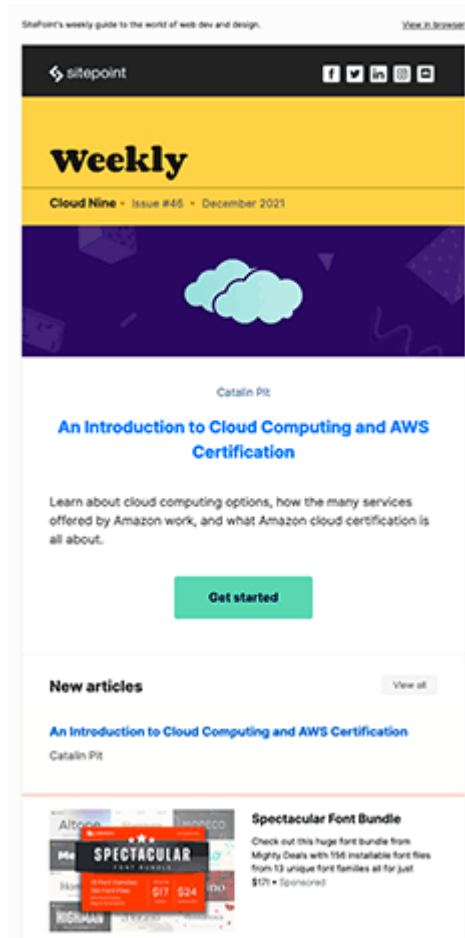 SitePoint's weekly guide to the world of web dev and design.
View in browser
sitepoint
Weekly
Cloud Nine • Issue #46 • December 2021
Catalin Pit
An Introduction to Cloud Computing and AWS
Certification
Learn about cloud computing options, how the many services
offered by Amazon work, and what Amazon cloud certification is
all about.
Get started
New articles
View all
An Introduction to Cloud Computing and AWS Certification
Catalin Pit
SPECTACULAR
FONT BUNDLE
$17 $24
HIGHMAN
Spectacular Font Bundle
Check out this huge font bundle from
Mighty Deals with 156 installable font files
from 13 unique font families all for just
$17! • Sponsored